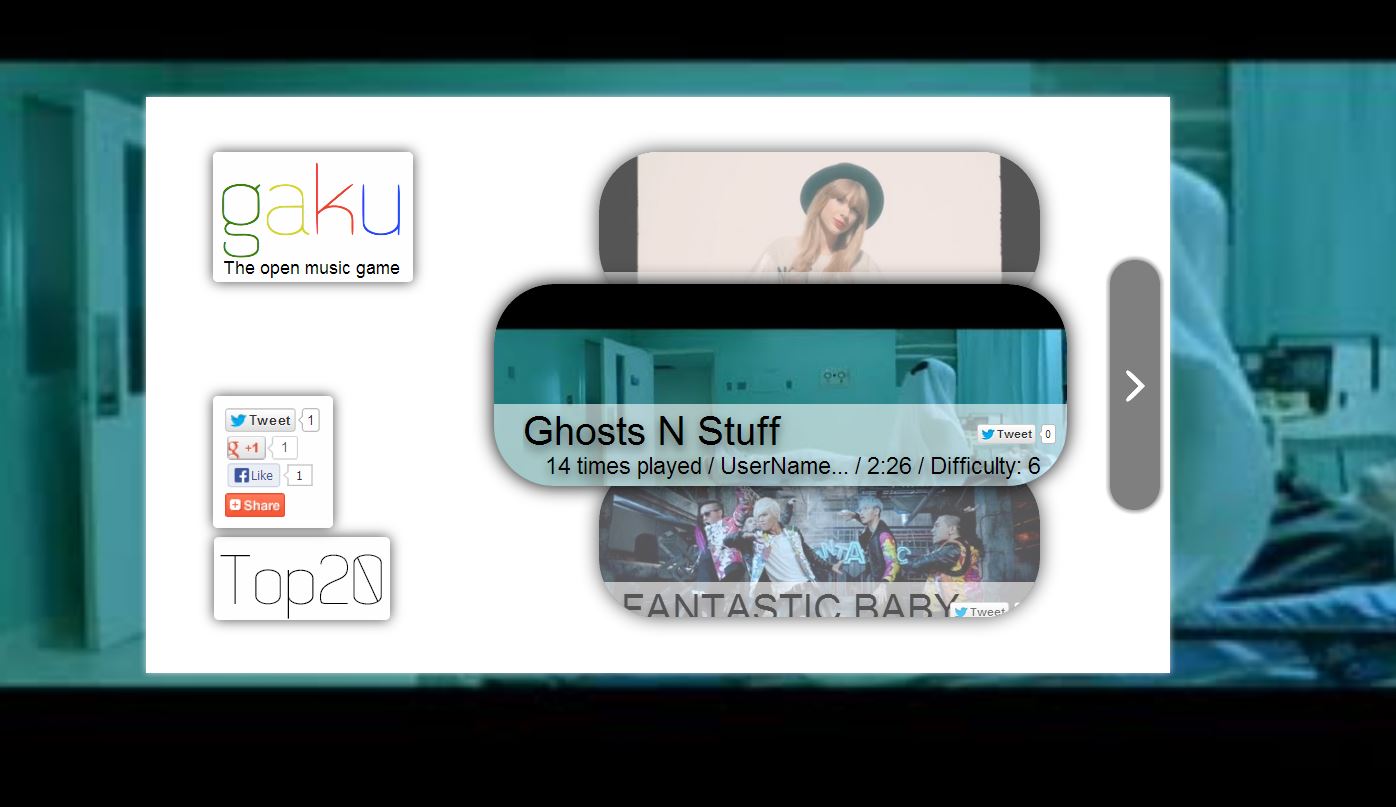 gaku
The open music game
Tweet 1
g +1 1
Like 1
Share
Top20
Ghosts N Stuff
Tweet 0
14 times played / UserName... / 2:26 / Difficulty: 6
FANTASTIC BABY
Tweet